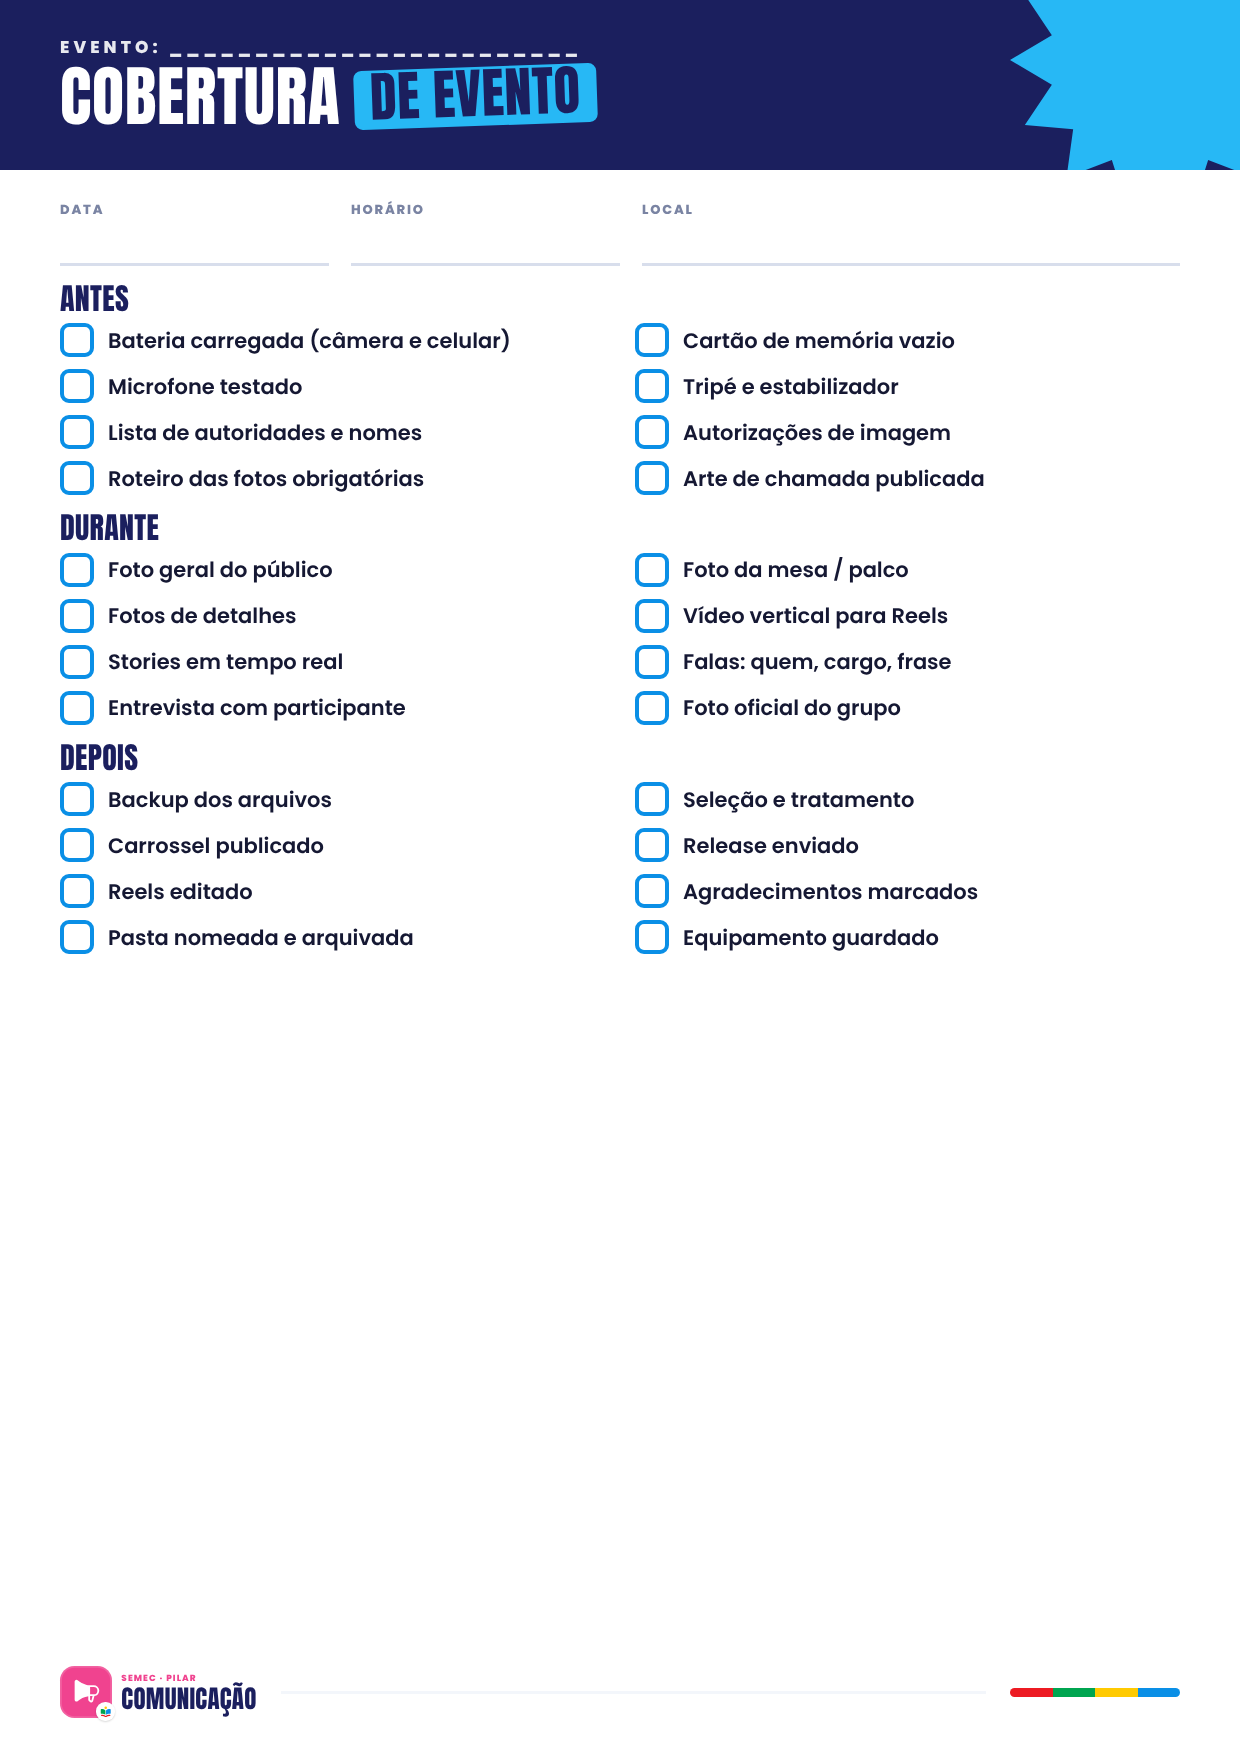 EVENTO: ________________________
COBERTURA DE EVENTO
DATA HORÁRIO LOCAL
ANTES
Bateria carregada (câmera e celular) Cartão de memória vazio
Microfone testado Tripé e estabilizador
Lista de autoridades e nomes Autorizações de imagem
Roteiro das fotos obrigatórias Arte de chamada publicada
DURANTE
Foto geral do público Foto da mesa / palco
Fotos de detalhes Vídeo vertical para Reels
Stories em tempo real Falas: quem, cargo, frase
Entrevista com participante Foto oficial do grupo
DEPOIS
Backup dos arquivos Seleção e tratamento
Carrossel publicado Release enviado
Reels editado Agradecimentos marcados
Pasta nomeada e arquivada Equipamento guardado
SEMEC · PILAR
COMUNICAÇÃO